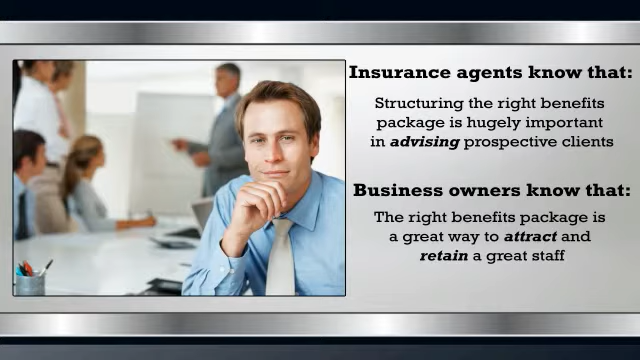 Insurance agents know that:
Structuring the right benefits
package is hugely important
in advising prospective clients
Business owners know that:
The right benefits package is
a great way to attract and
retain a great staff